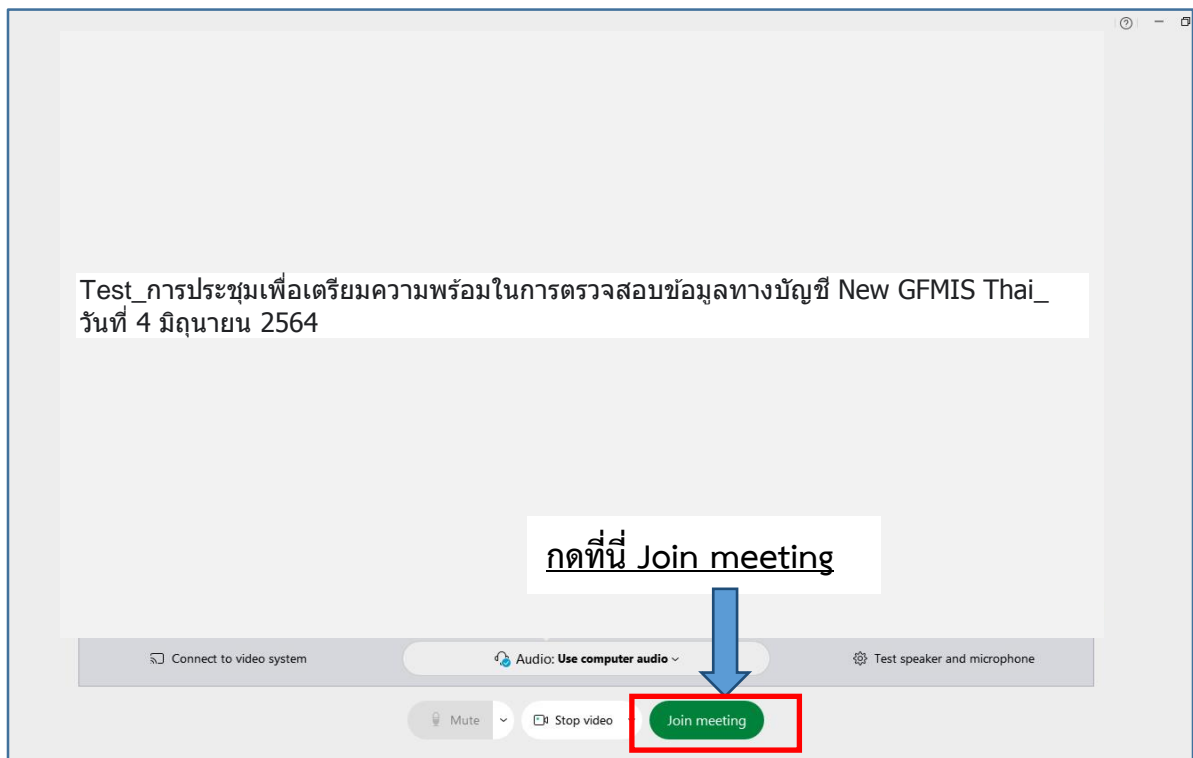 Test_การประชุมเพื่อเตรียมความพร้อมในการตรวจสอบข้อมูลทางบัญชี New GFMIS Thai_
วันที่ 4 มิถุนายน 2564
กดที่นี่ Join meeting
Connect to video system
Audio: Use computer audio
Test speaker and microphone
Mute
Stop video
Join meeting